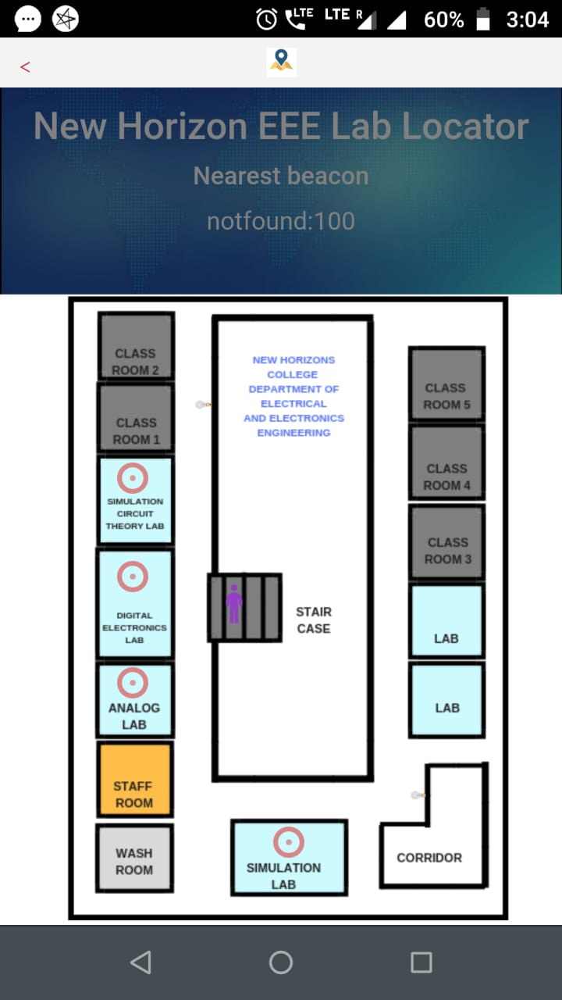 LTE LTE R 60% 3:04
<
New Horizon EEE Lab Locator
Nearest beacon
notfound:100
CLASS
ROOM 2
CLASS
ROOM 1
SIMULATION
CIRCUIT
THEORY LAB
DIGITAL
ELECTRONICS
LAB
ANALOG
LAB
STAFF
ROOM
WASH
ROOM
NEW HORIZONS
COLLEGE
DEPARTMENT OF
ELECTRICAL
AND ELECTRONICS
ENGINEERING
STAIR
CASE
SIMULATION
LAB
CLASS
ROOM 5
CLASS
ROOM 4
CLASS
ROOM 3
LAB
LAB
CORRIDOR